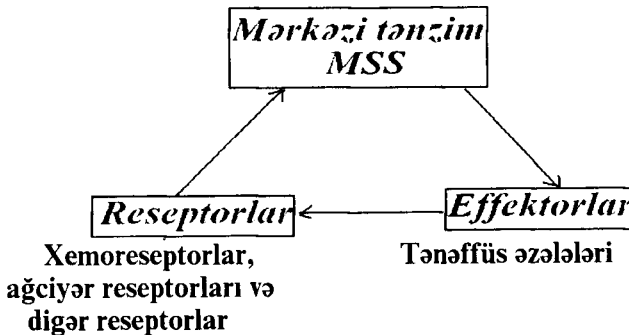 Mərkəzi tənzim
MSS
Reseptorlar
Effektorlar
Xemoreseptorlar,
ağciyər reseptorları və
digər reseptorlar
Tənəffüs əzələləri